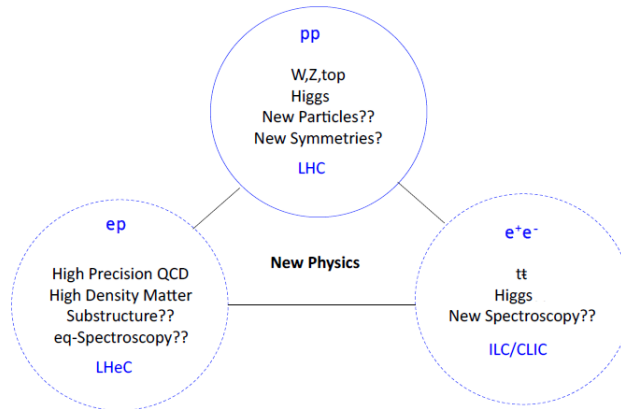 pp
W,Z,top
Higgs
New Particles??
New Symmetries?
LHC
ep
High Precision QCD
High Density Matter
Substructure??
eq-Spectroscopy??
LHeC
New Physics
e⁺e⁻
tt̄
Higgs
New Spectroscopy??
ILC/CLIC